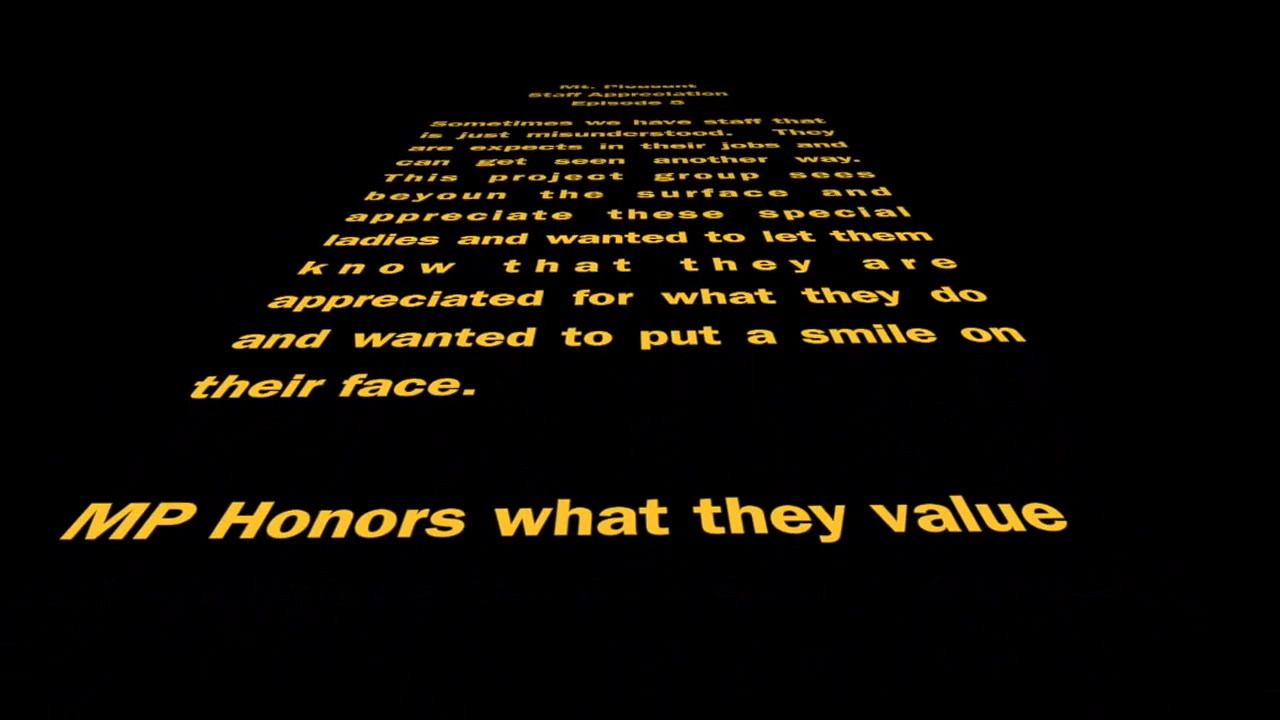 Mt. Pleasant
Staff Appreciation
Episode 5
Sometimes we have staff that
is just misunderstood. They
are expects in their jobs and
can get seen another way.
This project group sees
beyoun the surface and
appreciate these special
ladies and wanted to let them
know that they are
appreciated for what they do
and wanted to put a smile on
their face.
MP Honors what they value